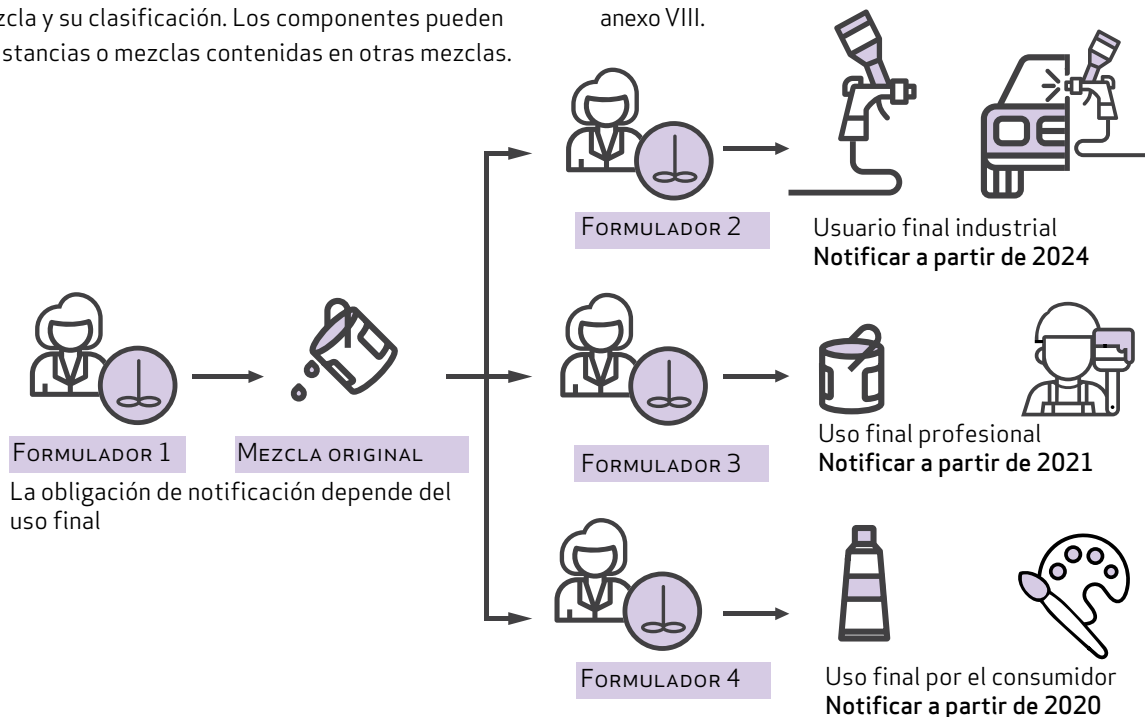 y su clasificación. Los componentes pueden
o mezclas contenidas en otras mezclas.
anexo VIII.
FORMULADOR 2
Usuario final industrial
Notificar a partir de 2024
FORMULADOR 1
MEZCLA ORIGINAL
La obligación de notificación depende del
uso final
FORMULADOR 3
Uso final profesional
Notificar a partir de 2021
FORMULADOR 4
Uso final por el consumidor
Notificar a partir de 2020